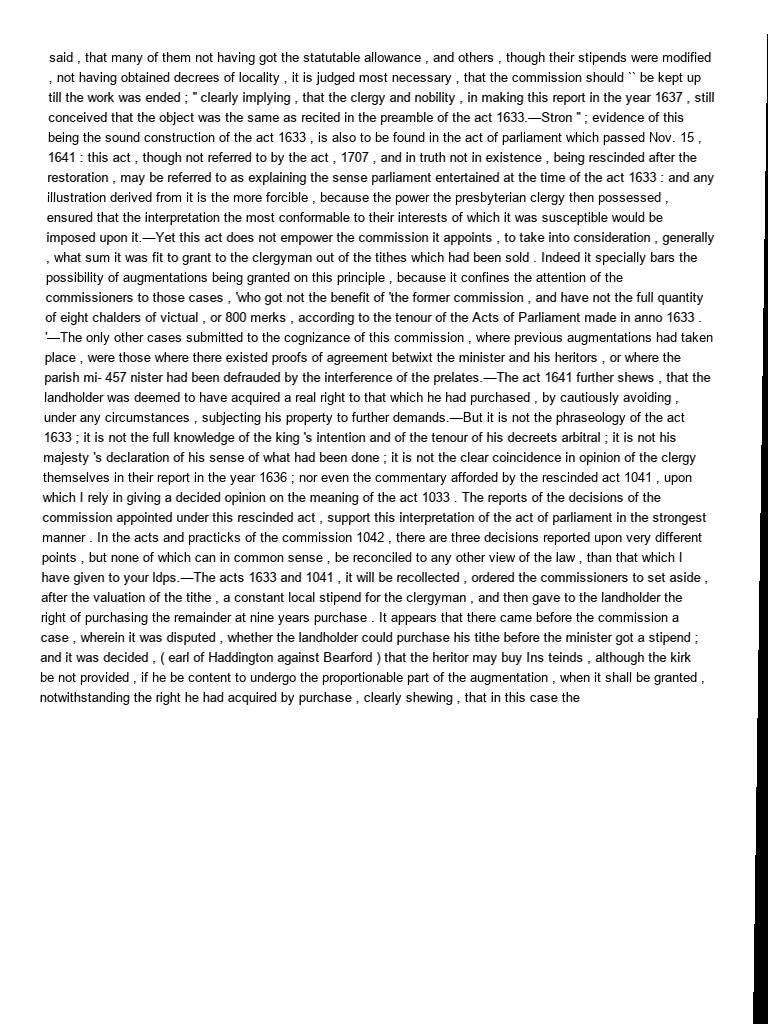 said , that many of them not having got the statutable allowance , and others , though their stipends were modified
, not having obtained decrees of locality , it is judged most necessary , that the commission should `` be kept up
till the work was ended ; " clearly implying , that the clergy and nobility , in making this report in the year 1637 , still
conceived that the object was the same as recited in the preamble of the act 1633.—Stron " ; evidence of this
being the sound construction of the act 1633 , is also to be found in the act of parliament which passed Nov. 15 ,
1641 : this act , though not referred to by the act , 1707 , and in truth not in existence , being rescinded after the
restoration , may be referred to as explaining the sense parliament entertained at the time of the act 1633 : and any
illustration derived from it is the more forcible , because the power the presbyterian clergy then possessed ,
ensured that the interpretation the most conformable to their interests of which it was susceptible would be
imposed upon it.—Yet this act does not empower the commission it appoints , to take into consideration , generally
, what sum it was fit to grant to the clergyman out of the tithes which had been sold . Indeed it specially bars the
possibility of augmentations being granted on this principle , because it confines the attention of the
commissioners to those cases , 'who got not the benefit of 'the former commission , and have not the full quantity
of eight chalders of victual , or 800 merks , according to the tenour of the Acts of Parliament made in anno 1633 .
'—The only other cases submitted to the cognizance of this commission , where previous augmentations had taken
place , were those where there existed proofs of agreement betwixt the minister and his heritors , or where the
parish mi- 457 nister had been defrauded by the interference of the prelates.—The act 1641 further shews , that the
landholder was deemed to have acquired a real right to that which he had purchased , by cautiously avoiding ,
under any circumstances , subjecting his property to further demands.—But it is not the phraseology of the act
1633 ; it is not the full knowledge of the king 's intention and of the tenour of his decreets arbitral ; it is not his
majesty 's declaration of his sense of what had been done ; it is not the clear coincidence in opinion of the clergy
themselves in their report in the year 1636 ; nor even the commentary afforded by the rescinded act 1041 , upon
which I rely in giving a decided opinion on the meaning of the act 1033 . The reports of the decisions of the
commission appointed under this rescinded act , support this interpretation of the act of parliament in the strongest
manner . In the acts and practicks of the commission 1042 , there are three decisions reported upon very different
points , but none of which can in common sense , be reconciled to any other view of the law , than that which I
have given to your ldps.—The acts 1633 and 1041 , it will be recollected , ordered the commissioners to set aside ,
after the valuation of the tithe , a constant local stipend for the clergyman , and then gave to the landholder the
right of purchasing the remainder at nine years purchase . It appears that there came before the commission a
case , wherein it was disputed , whether the landholder could purchase his tithe before the minister got a stipend ;
and it was decided , ( earl of Haddington against Bearford ) that the heritor may buy Ins teinds , although the kirk
be not provided , if he be content to undergo the proportionable part of the augmentation , when it shall be granted ,
notwithstanding the right he had acquired by purchase , clearly shewing , that in this case the